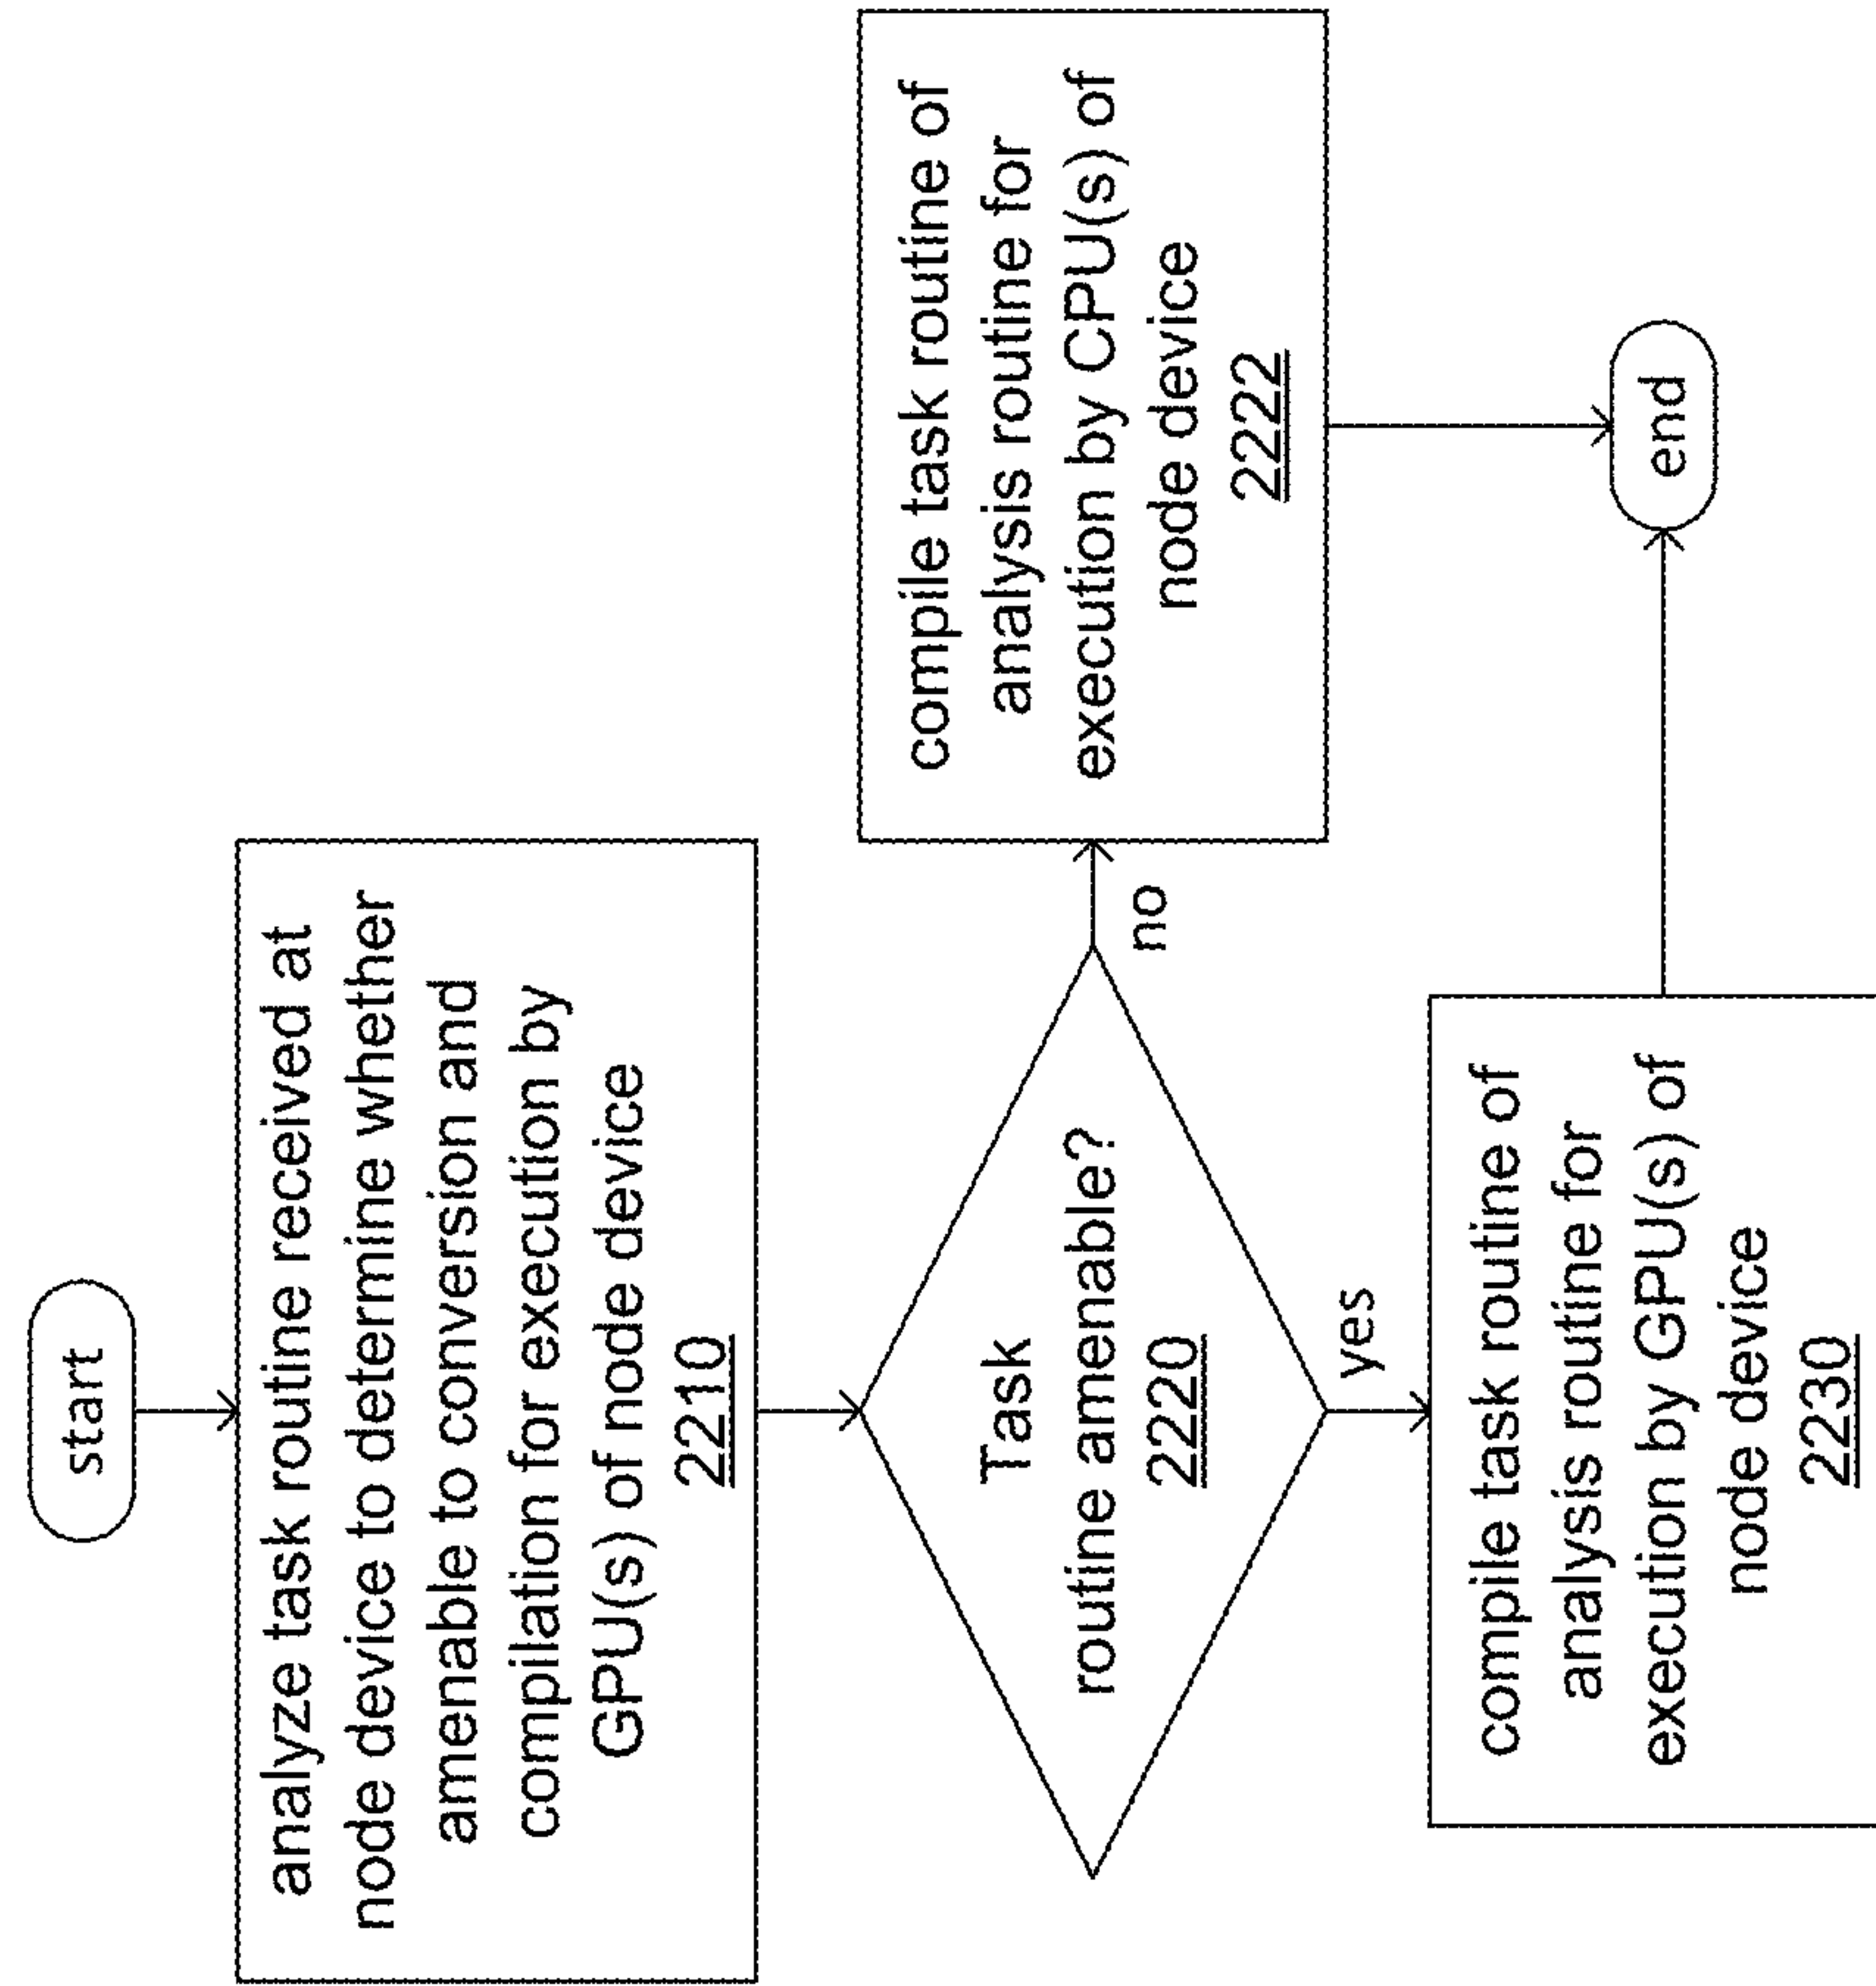 start
analyze task routine received at
node device to determine whether
amenable to conversion and
compilation for execution by
GPU(s) of node device
2210
Task
routine amenable?
2220
no
compile task routine of
analysis routine for
execution by CPU(s) of
node device
2222
yes
compile task routine of
analysis routine for
execution by GPU(s) of
node device
2230
end